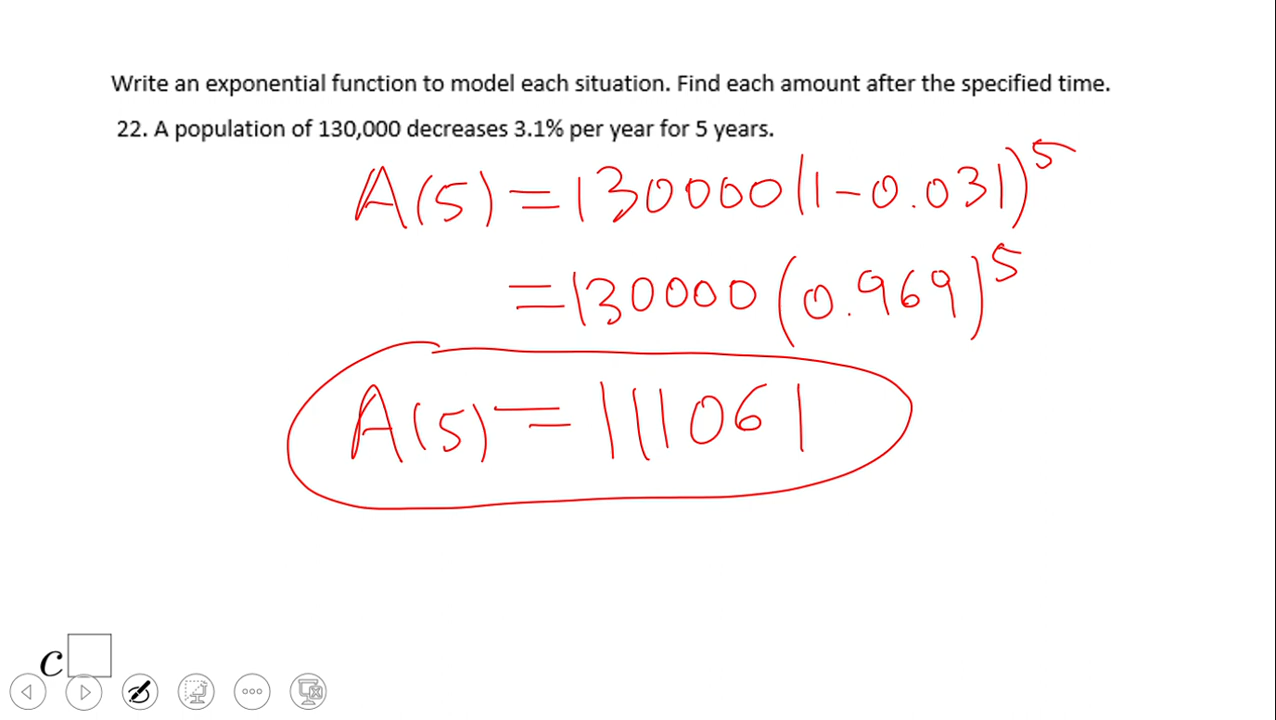 Write an exponential function to model each situation. Find each amount after the specified time.
22. A population of 130,000 decreases 3.1% per year for 5 years.
A(5) = 130000(1-0.031)^5
= 130000(0.969)^5
A(5) = 111061
c□